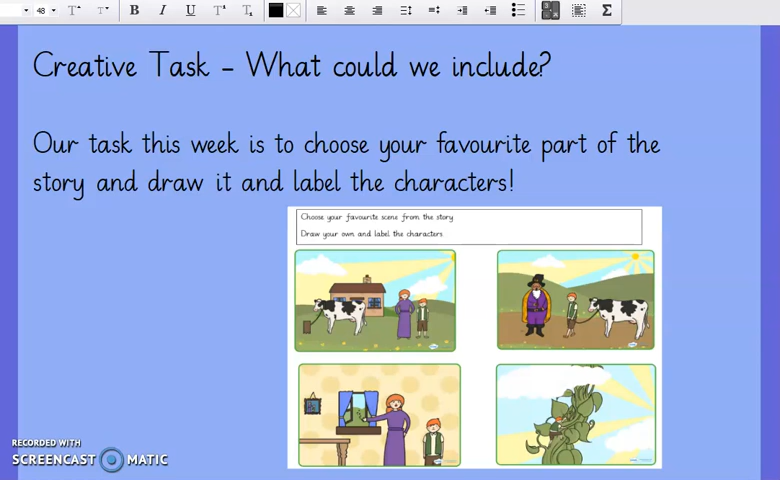 48
B I U T T Σ
Creative Task – What could we include?
Our task this week is to choose your favourite part of the
story and draw it and label the characters!
Choose your favourite scene from the story
Draw your own and label the characters
RECORDED WITH
SCREENCAST MATIC